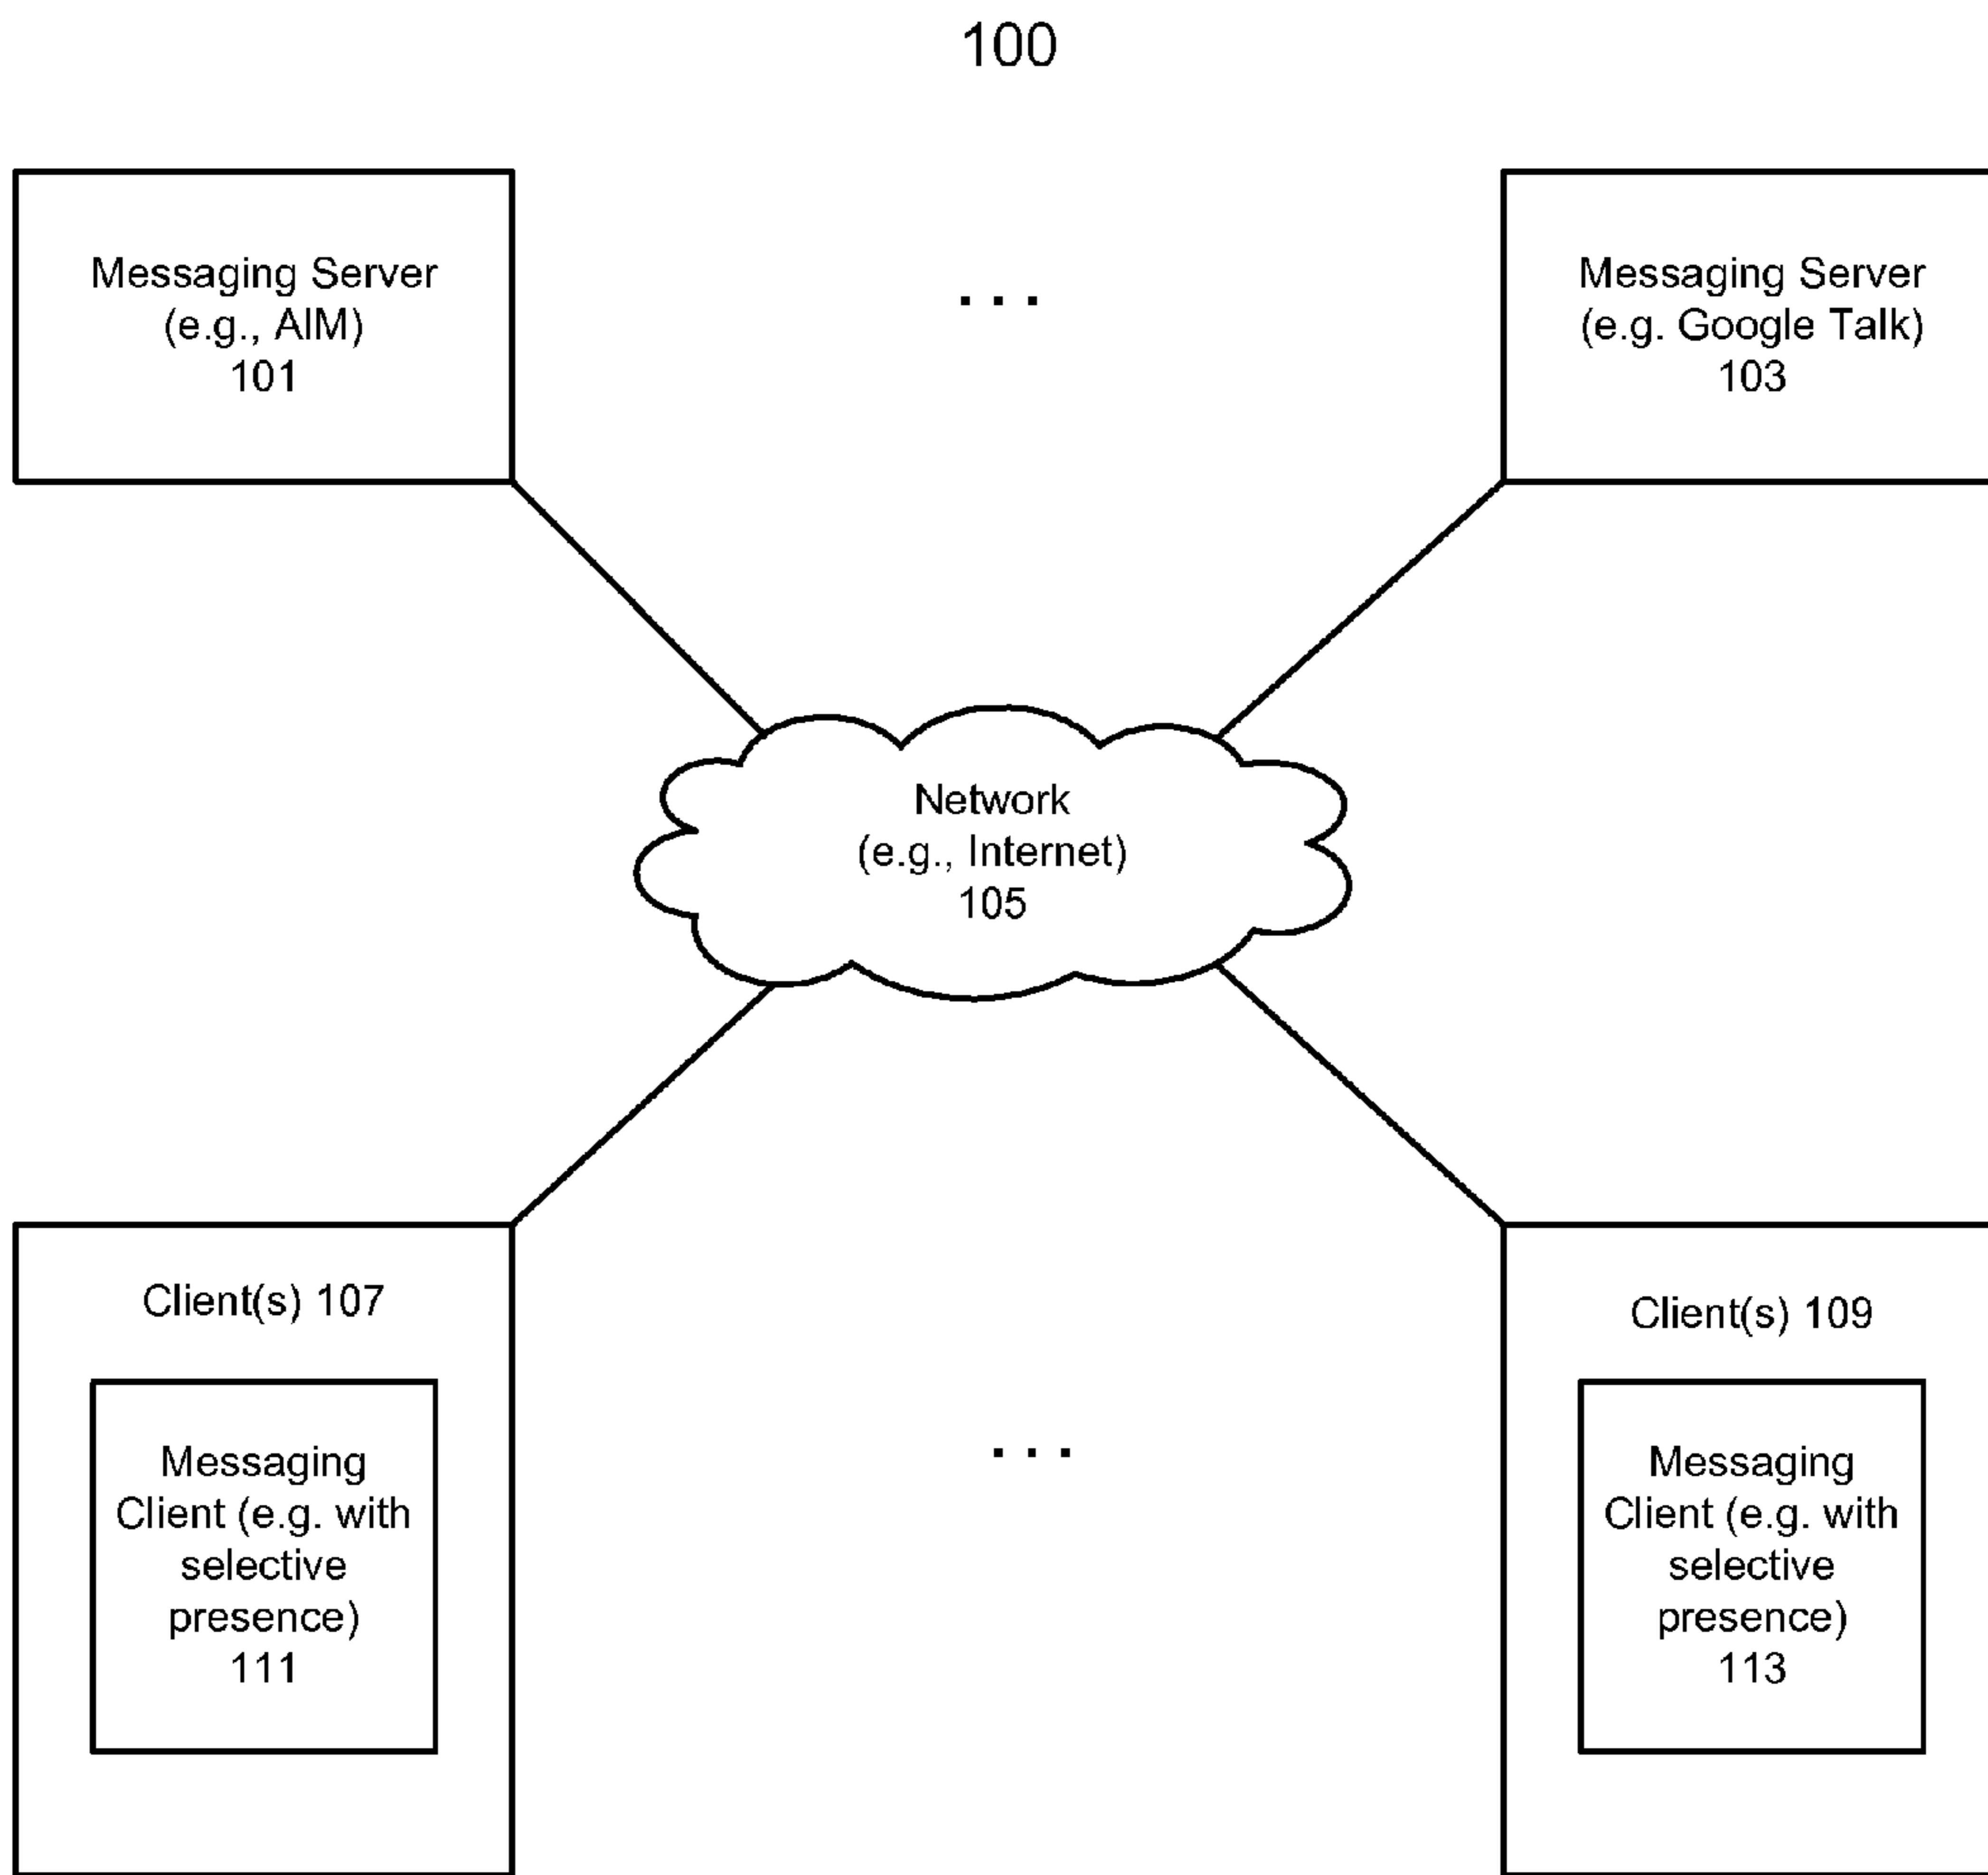 100
Messaging Server
(e.g., AIM)
101
. . .
Messaging Server
(e.g. Google Talk)
103
Network
(e.g., Internet)
105
Client(s) 107
Messaging
Client (e.g. with
selective
presence)
111
. . .
Client(s) 109
Messaging
Client (e.g. with
selective
presence)
113